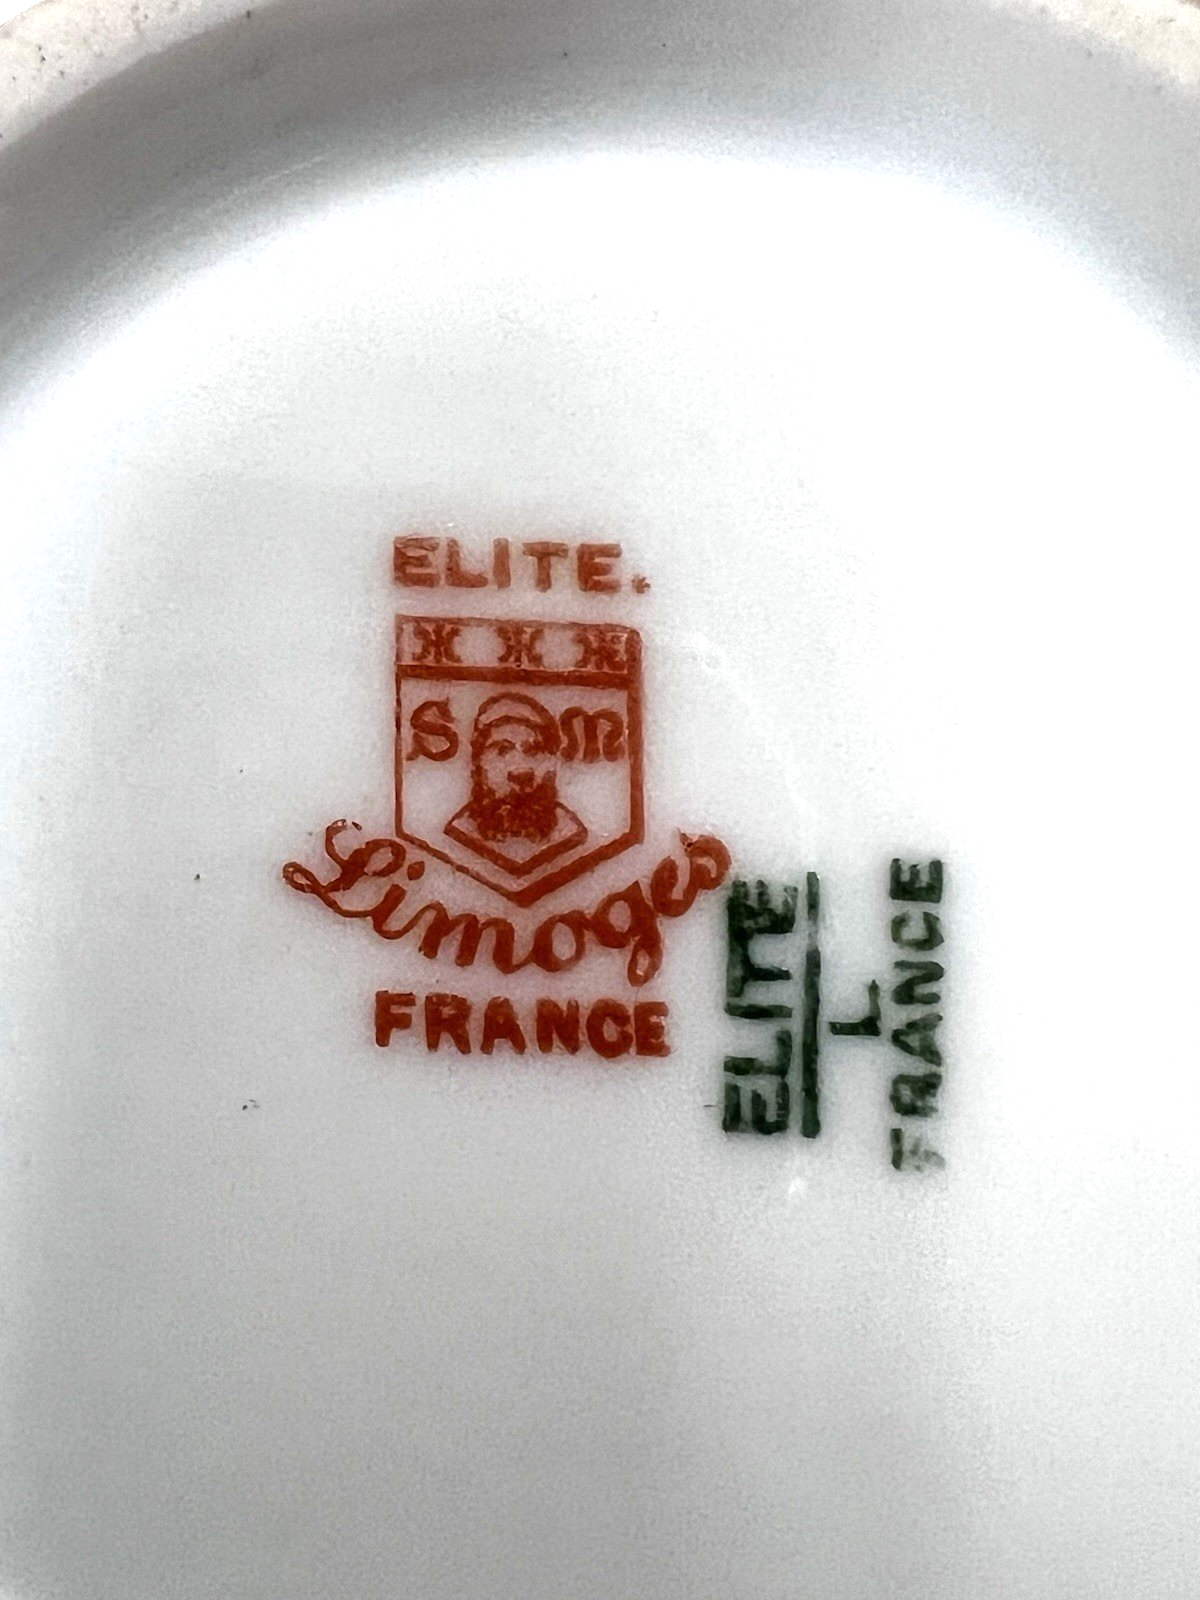 ELITE.
S M
Limoges
FRANCE
ELITE
L
FRANCE